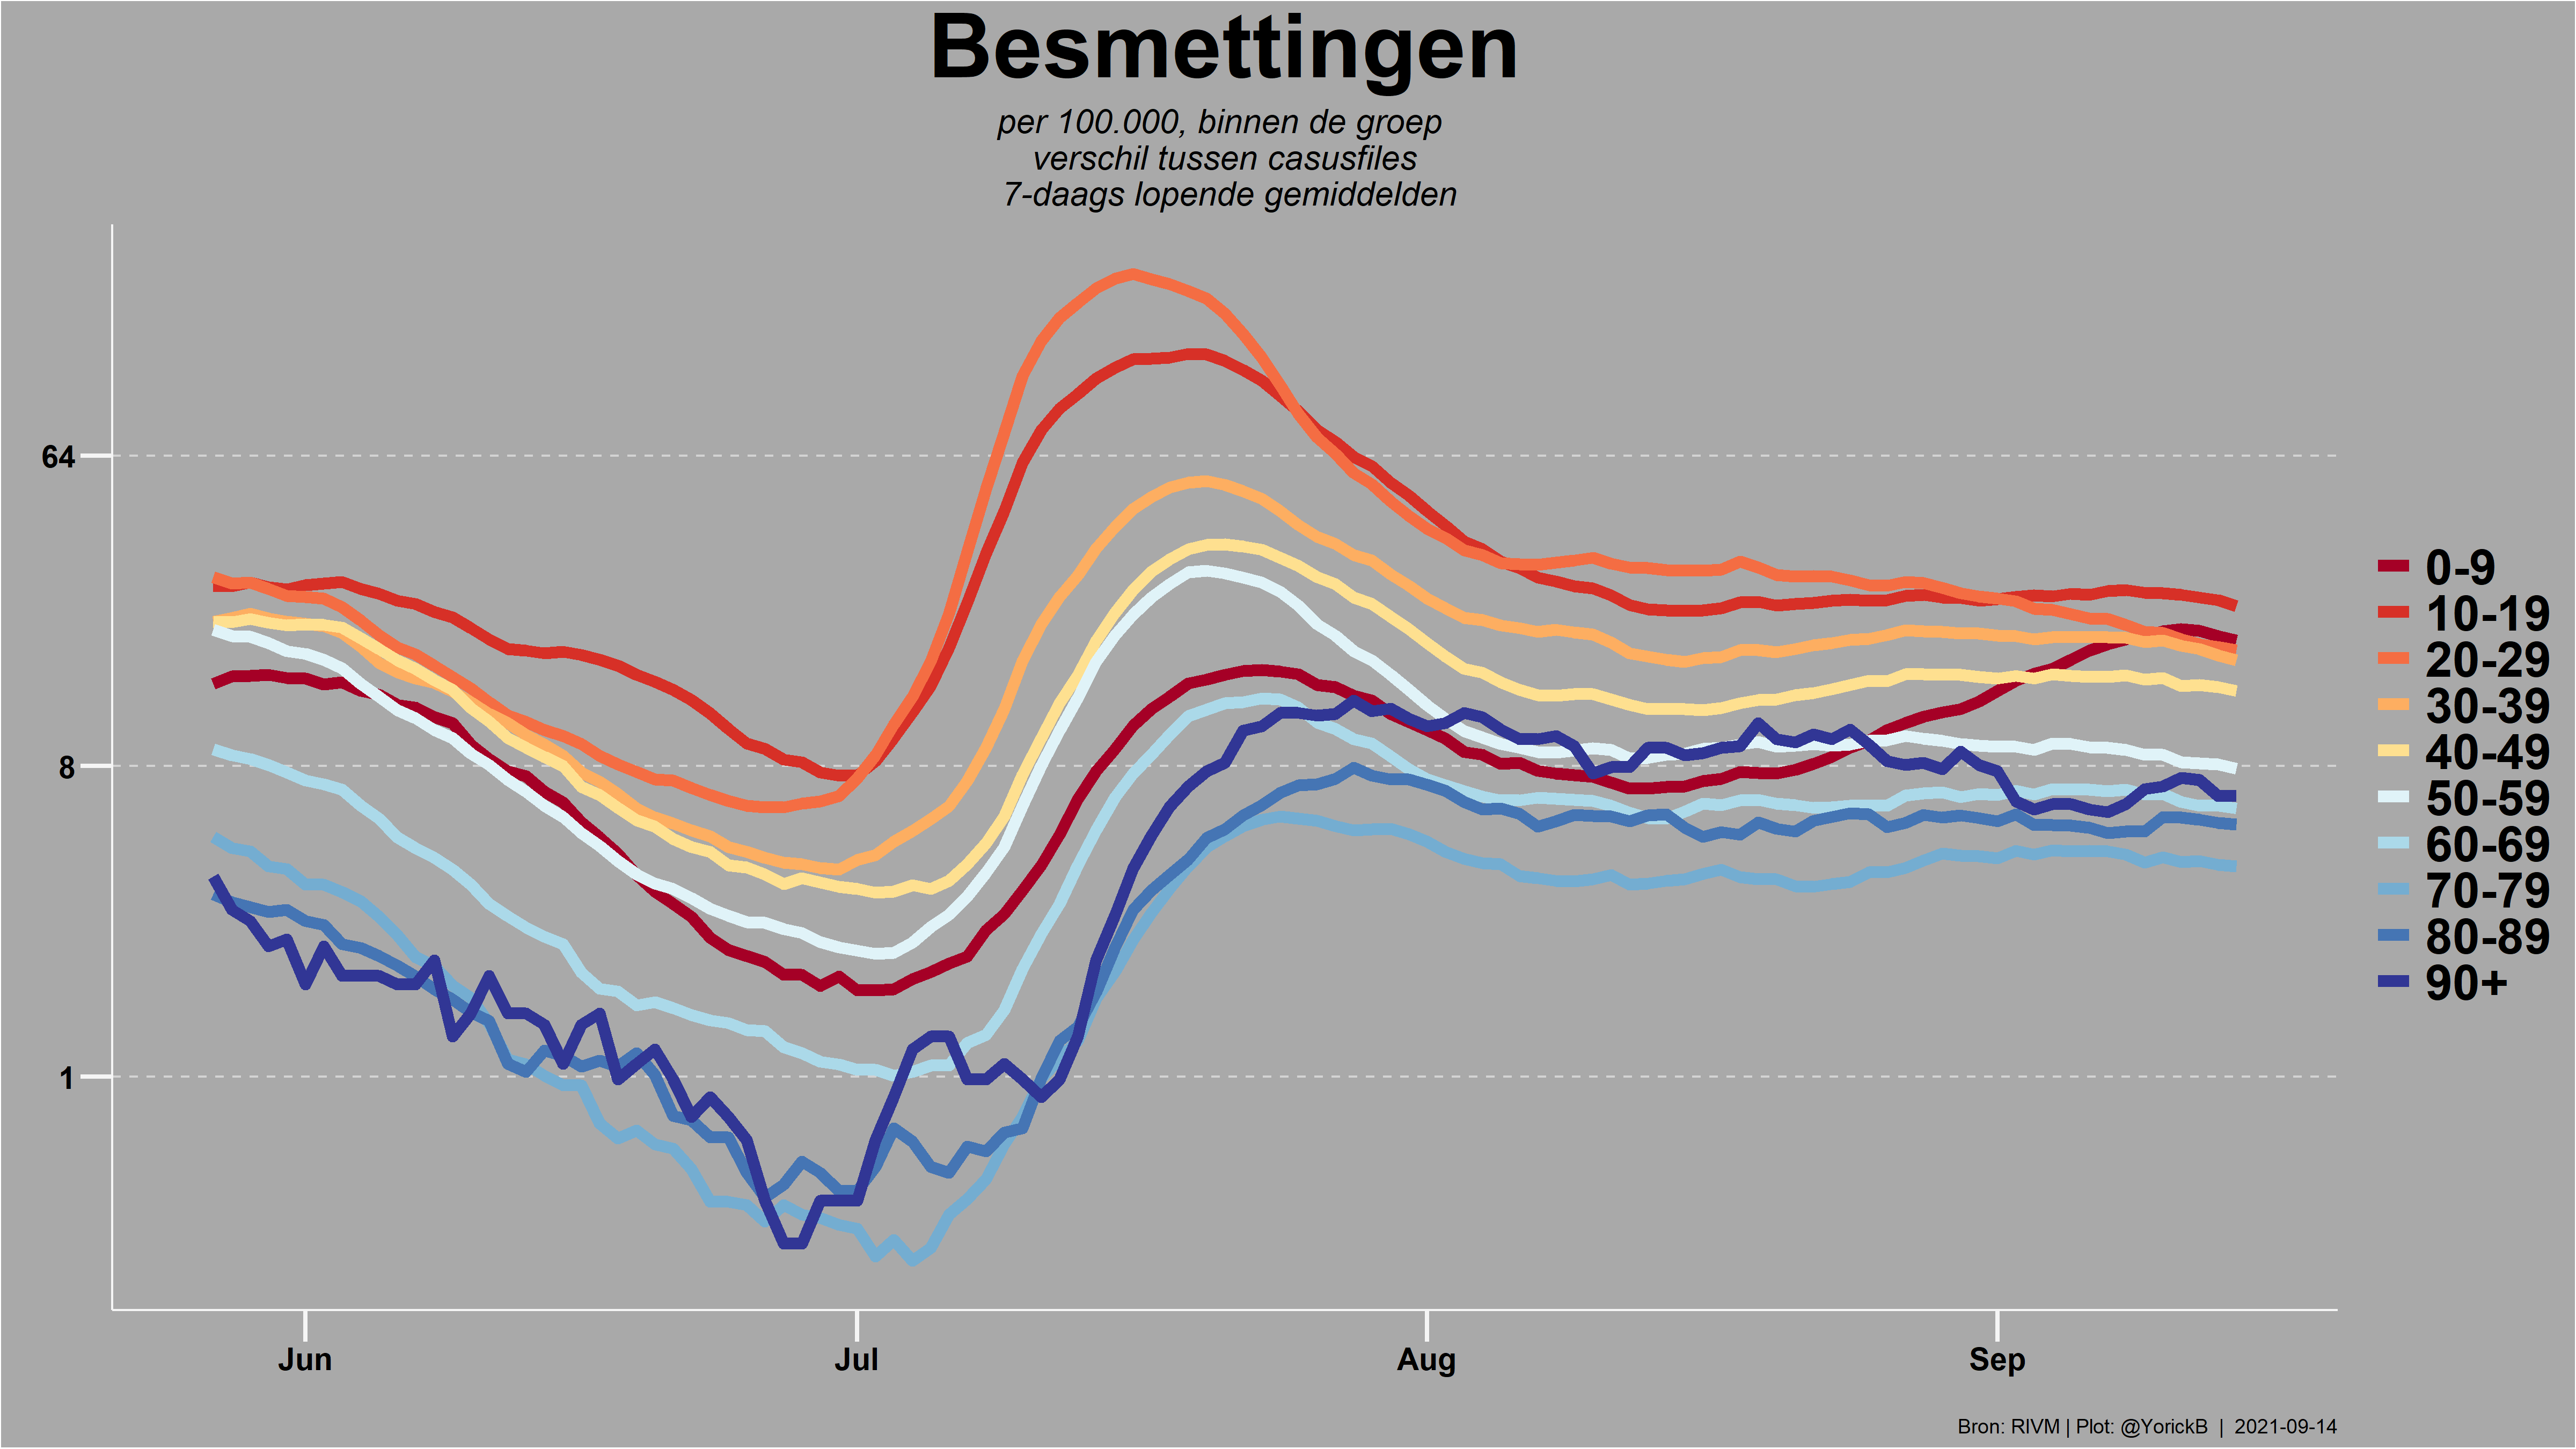 Besmettingen
per 100.000, binnen de groep
verschil tussen casusfiles
7-daags lopende gemiddelden
64
8
1
Jun
Jul
Aug
Sep
0-9
10-19
20-29
30-39
40-49
50-59
60-69
70-79
80-89
90+
Bron: RIVM | Plot: @YorickB | 2021-09-14